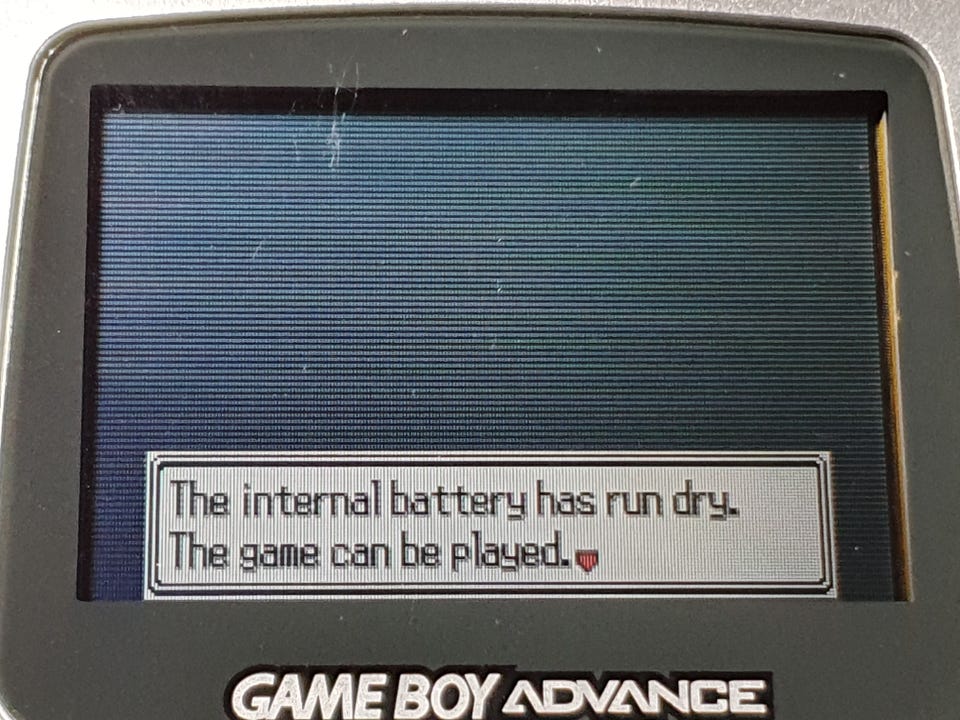 The internal battery has run dry.
The game can be played.
GAME BOY ADVANCE